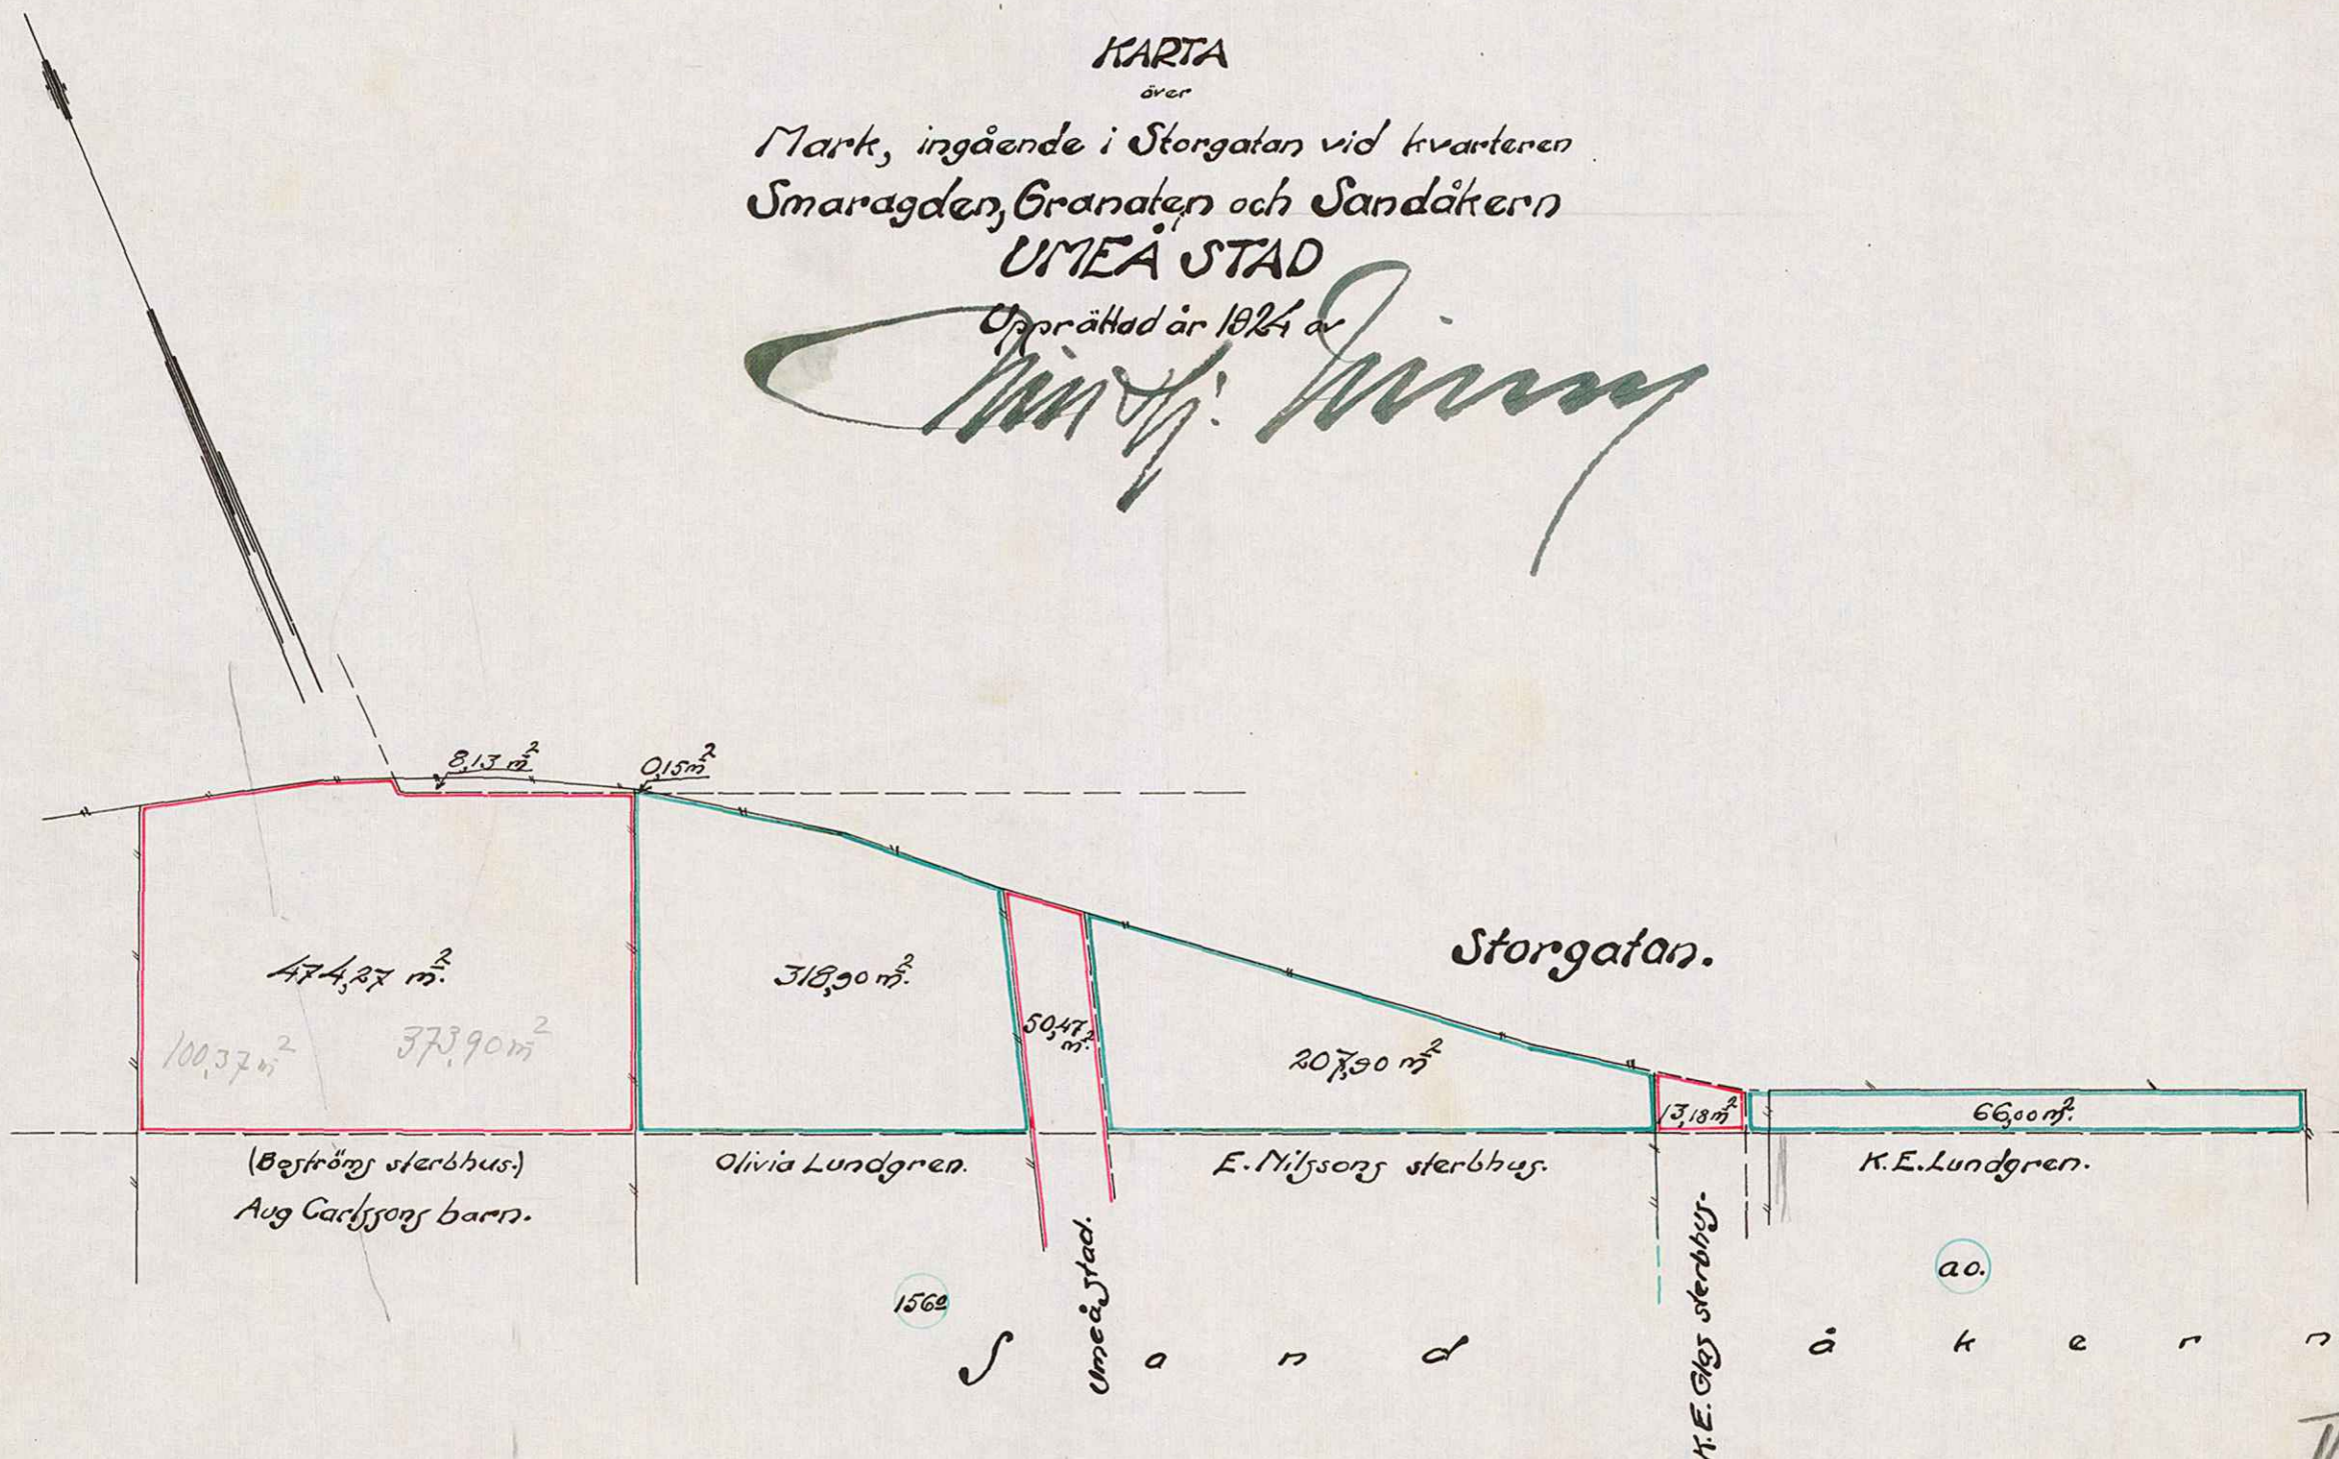 KARTA
över
Mark, ingående i Storgatan vid kvarteren
Smaragden, Granaten och Sandåkern
UMEÅ STAD
Upprättad år 1924 av
8,13 m²
0,15 m²
474,27 m².
100,37 m²
373,90 m²
318,90 m².
50,47
m².
207,90 m²
Storgatan.
13,18 m²
66,00 m².
(Boströms sterbhus.)
Aug Carlssons barn.
Olivia Lundgren.
Umeå stad.
E. Nilssons sterbhus.
K.E. Glas sterbhus.
K.E. Lundgren.
156º
ao.
Sandåkern